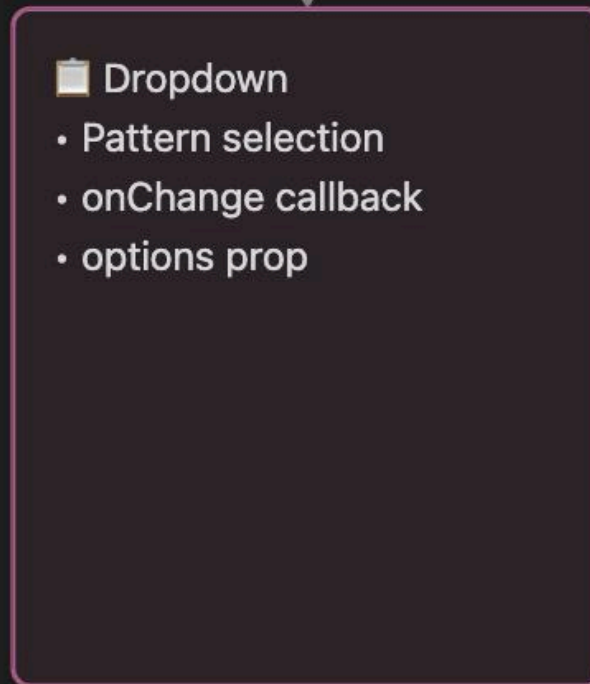 📋 Dropdown
• Pattern selection
• onChange callback
• options prop